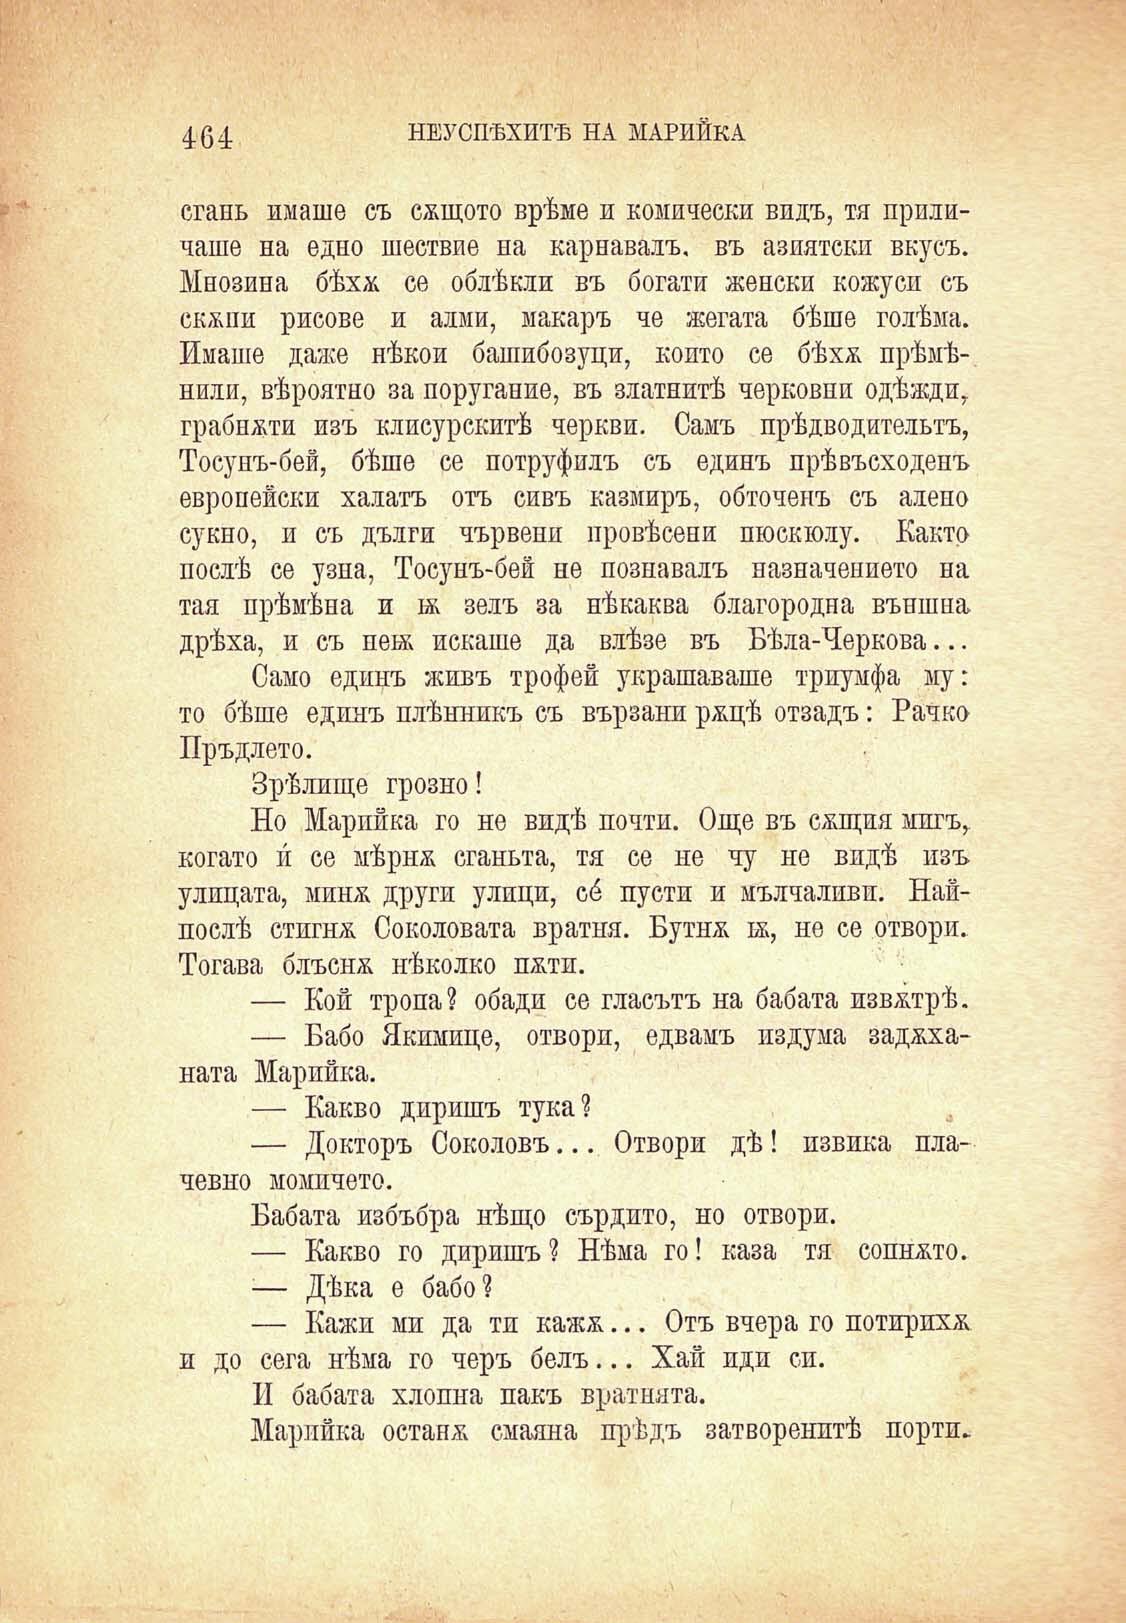 464 НЕУСПѢХИТѢ НА МАРИЙКА
сгань имаше съ сѫщото врѣме и комически видъ, тя прили-
чаше на едно шествие на карнавалъ. въ азиятски вкусъ.
Мнозина бѣхѫ се облѣкли въ богати женски кожуси съ
скѫпи рисове и алми, макаръ че жегата бѣше голѣма.
Имаше даже нѣкои башибозуци, които се бѣхѫ прѣмѣ-
нили, вѣроятно за поругание, въ златнитѣ черковни одѣжди,
грабнѫти изъ клисурскитѣ черкви. Самъ прѣдводительтъ,
Тосунъ-бей, бѣше се потруфилъ съ единъ прѣвъсходенъ
европейски халатъ отъ сивъ казмиръ, обточенъ съ алено
сукно, и съ дълги чървени провѣсени пюскюлу. Както
послѣ се узна, Тосунъ-бей не познавалъ назначението на
тая прѣмѣна и ѭ зелъ за нѣкаква благородна външна
дрѣха, и съ неѭ искаше да влѣзе въ Бѣла-Черкова...
Само единъ живъ трофей украшаваше триумфа му:
то бѣше единъ плѣнникъ съ вързани рѫцѣ отзадъ: Рачко
Пръдлето.
Зрѣлище грозно!
Но Марийка го не видѣ почти. Още въ сѫщия мигъ,
когато ѝ се мѣрнѫ сганьта, тя се не чу не видѣ изъ
улицата, минѫ други улици, се́ пусти и мълчаливи. Най-
послѣ стигнѫ Соколовата вратня. Бутнѫ ѭ, не се отвори.
Тогава блъснѫ нѣколко пѫти.
— Кой тропа? обади се гласътъ на бабата извѫтрѣ.
— Бабо Якимице, отвори, едвамъ издума задѫха-
ната Марийка.
— Какво диришъ тука?
— Докторъ Соколовъ... Отвори дѣ! извика пла-
чевно момичето.
Бабата избъбра нѣщо сърдито, но отвори.
— Какво го диришъ? Нѣма го! каза тя сопнѫто.
— Дѣка е бабо?
— Кажи ми да ти кажѫ... Отъ вчера го потирихѫ
и до сега нѣма го черъ белъ... Хай иди си.
И бабата хлопна пакъ вратнята.
Марийка останѫ смаяна прѣдъ затворенитѣ порти.